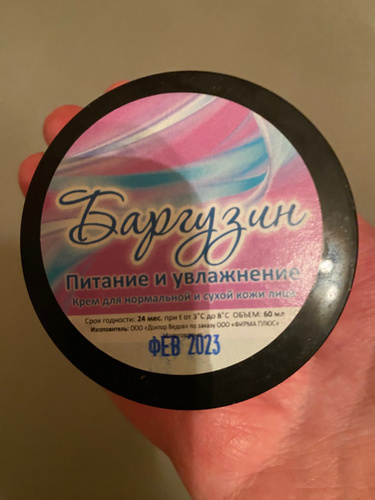 Баргузин
Питание и увлажнение
Крем для нормальной и сухой кожи лица
Срок годности: 24 мес. при t от 3°С до 8°С ОБЪЕМ: 60 мл
Изготовитель: ООО «Доктор Ведов» по заказу ООО «ФИРМА ПЛЮС»
ФЕВ 2023